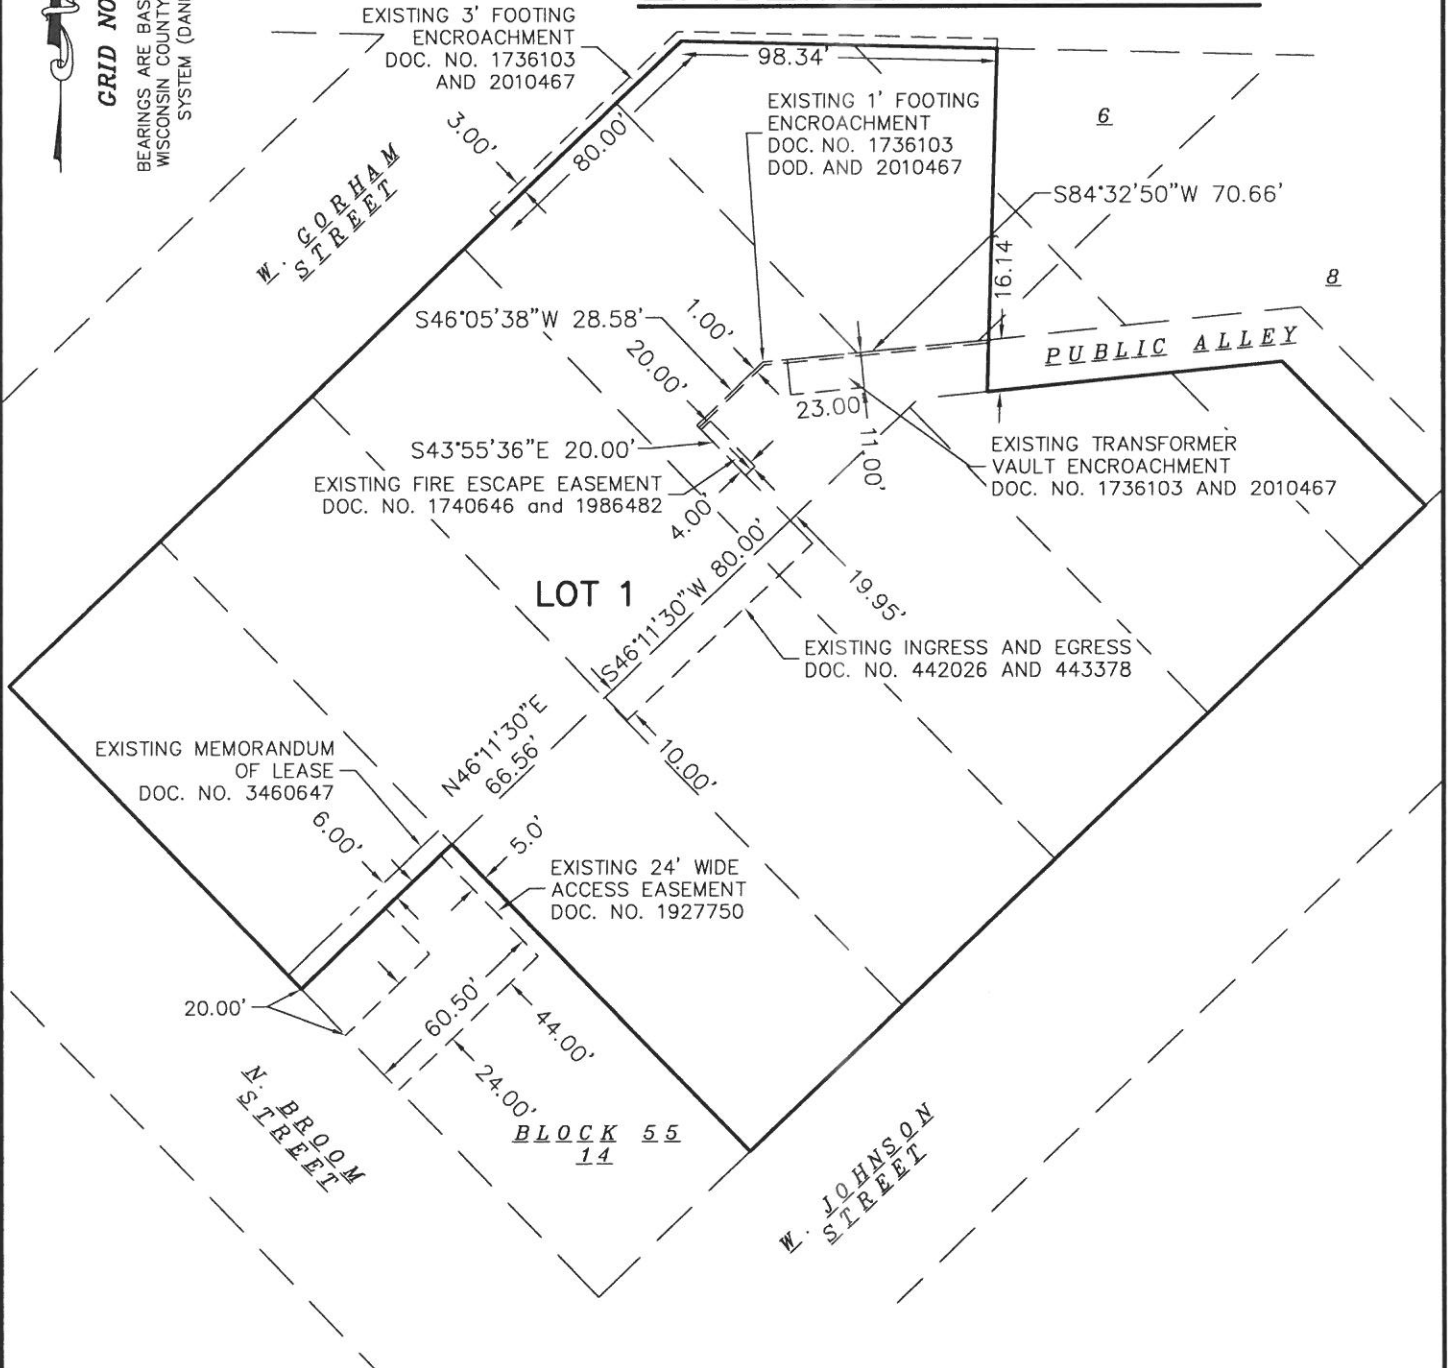 GRID NO
BEARINGS ARE BAS
WISCONSIN COUNTY
SYSTEM (DAN
EXISTING 3' FOOTING
ENCROACHMENT
DOC. NO. 1736103
AND 2010467
98.34'
EXISTING 1' FOOTING
ENCROACHMENT
DOC. NO. 1736103
DOD. AND 2010467
6
3.00'
80.00'
W. GORHAM
STREET
S84°32'50"W 70.66'
16.14'
8
PUBLIC ALLEY
S46°05'38"W 28.58'
1.00'
20.00'
23.00
11.00'
S43°55'36"E 20.00'
EXISTING FIRE ESCAPE EASEMENT
DOC. NO. 1740646 and 1986482
4.00'
EXISTING TRANSFORMER
VAULT ENCROACHMENT
DOC. NO. 1736103 AND 2010467
LOT 1
S46°11'30"W 80.00'
19.95'
EXISTING INGRESS AND EGRESS
DOC. NO. 442026 AND 443378
N46°11'30"E
66.56'
10.00'
EXISTING MEMORANDUM
OF LEASE
DOC. NO. 3460647
6.00'
5.0'
EXISTING 24' WIDE
ACCESS EASEMENT
DOC. NO. 1927750
20.00'
60.50'
44.00'
24.00'
N. BROOM
STREET
BLOCK 55
14
W. JOHNSON
STREET